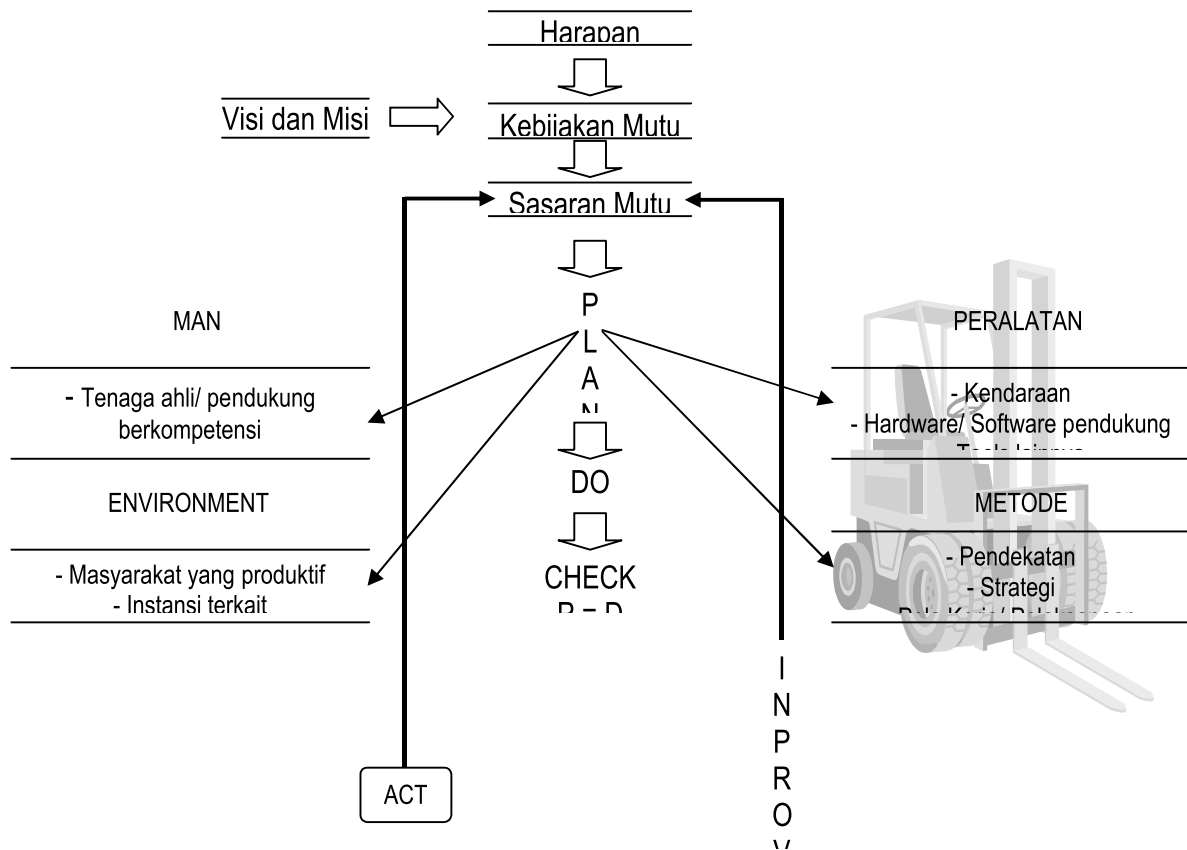 Harapan
Visi dan Misi
Kebijakan Mutu
Sasaran Mutu
P
L
A
N
DO
CHECK
MAN
- Tenaga ahli/ pendukung
berkompetensi
ENVIRONMENT
- Masyarakat yang produktif
- Instansi terkait
PERALATAN
- Kendaraan
- Hardware/ Software pendukung
METODE
- Pendekatan
- Strategi
ACT
I
N
P
R
O
V